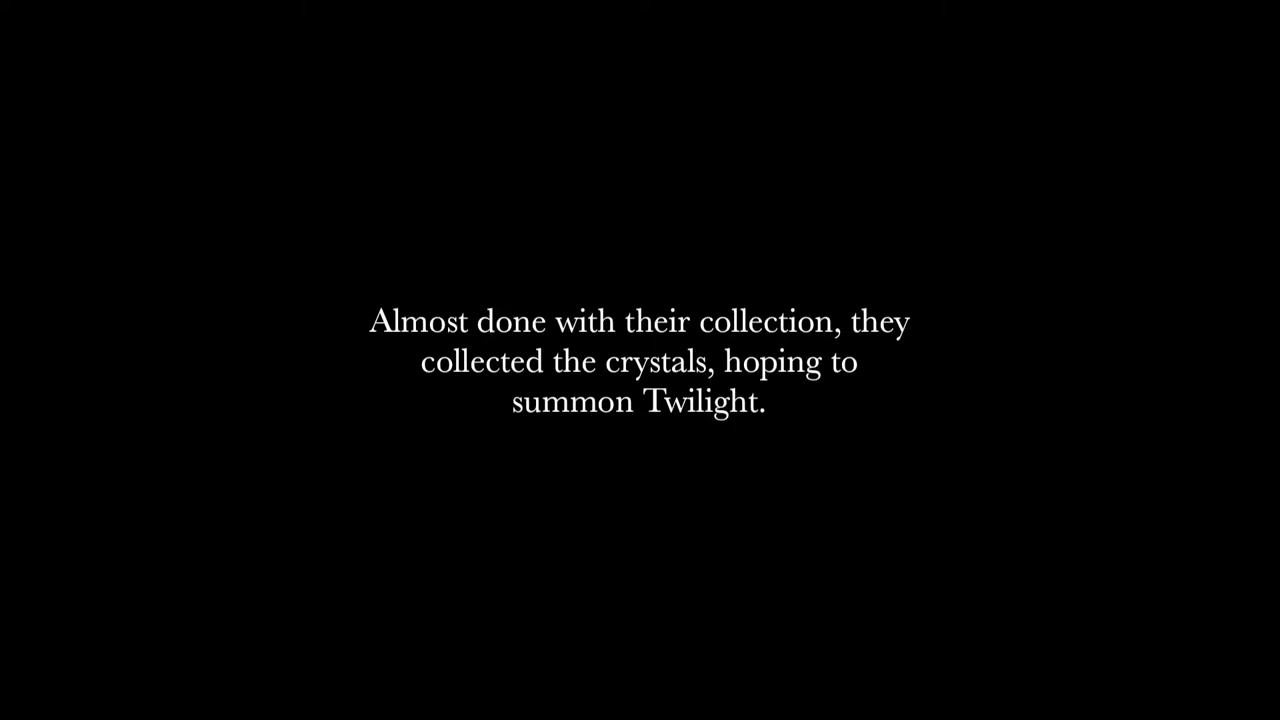 Almost done with their collection, they
collected the crystals, hoping to
summon Twilight.